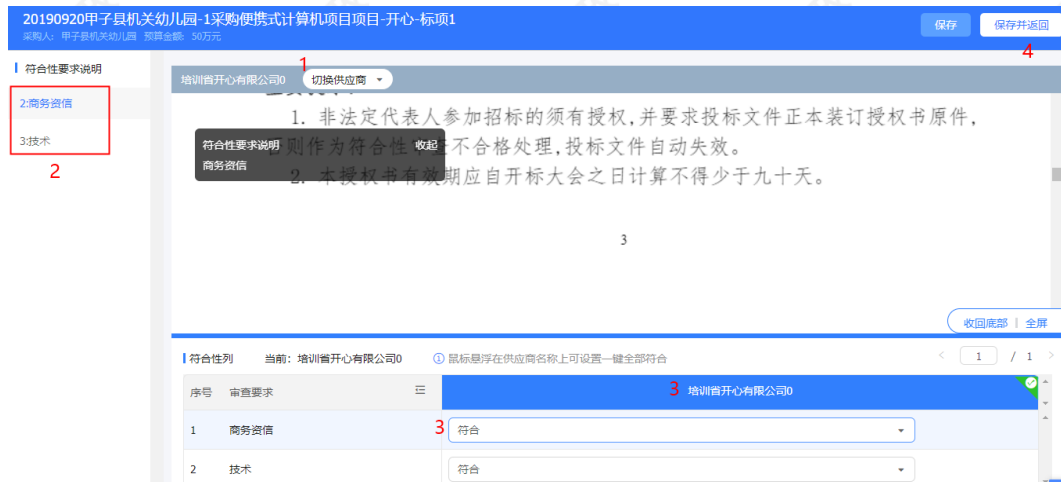 20190920甲子县机关幼儿园-1采购便携式计算机项目项目-开心-标项1
采购人: 甲子县机关幼儿园 预算金额: 50万元
保存
保存并返回
4
符合性要求说明
2:商务资信
3:技术
2
1
培训省开心有限公司0
切换供应商
1. 非法定代表人参加招标的须有授权,并要求投标文件正本装订授权书原件,
否则作为符合性审查不合格处理,投标文件自动失效。
2. 本授权书有效期应自开标大会之日计算不得少于九十天。
符合性要求说明 收起
商务资信
3
收回底部 | 全屏
符合性列 当前: 培训省开心有限公司0 鼠标悬浮在供应商名称上可设置一键全部符合
< 1 / 1 >
序号 审查要求 3 培训省开心有限公司0
1 商务资信 3 符合
2 技术 符合